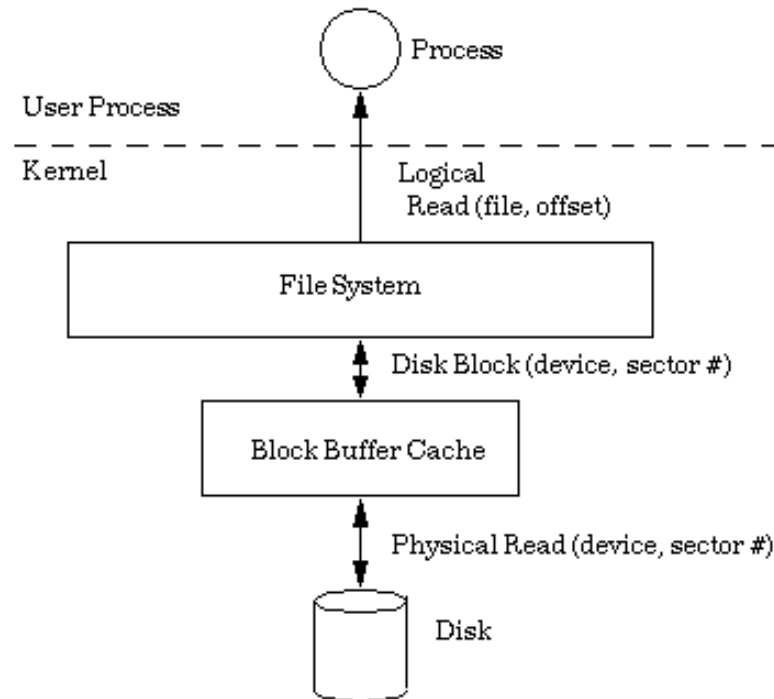 Process
User Process
Kernel
Logical
Read (file, offset)
File System
Disk Block (device, sector #)
Block Buffer Cache
Physical Read (device, sector #)
Disk